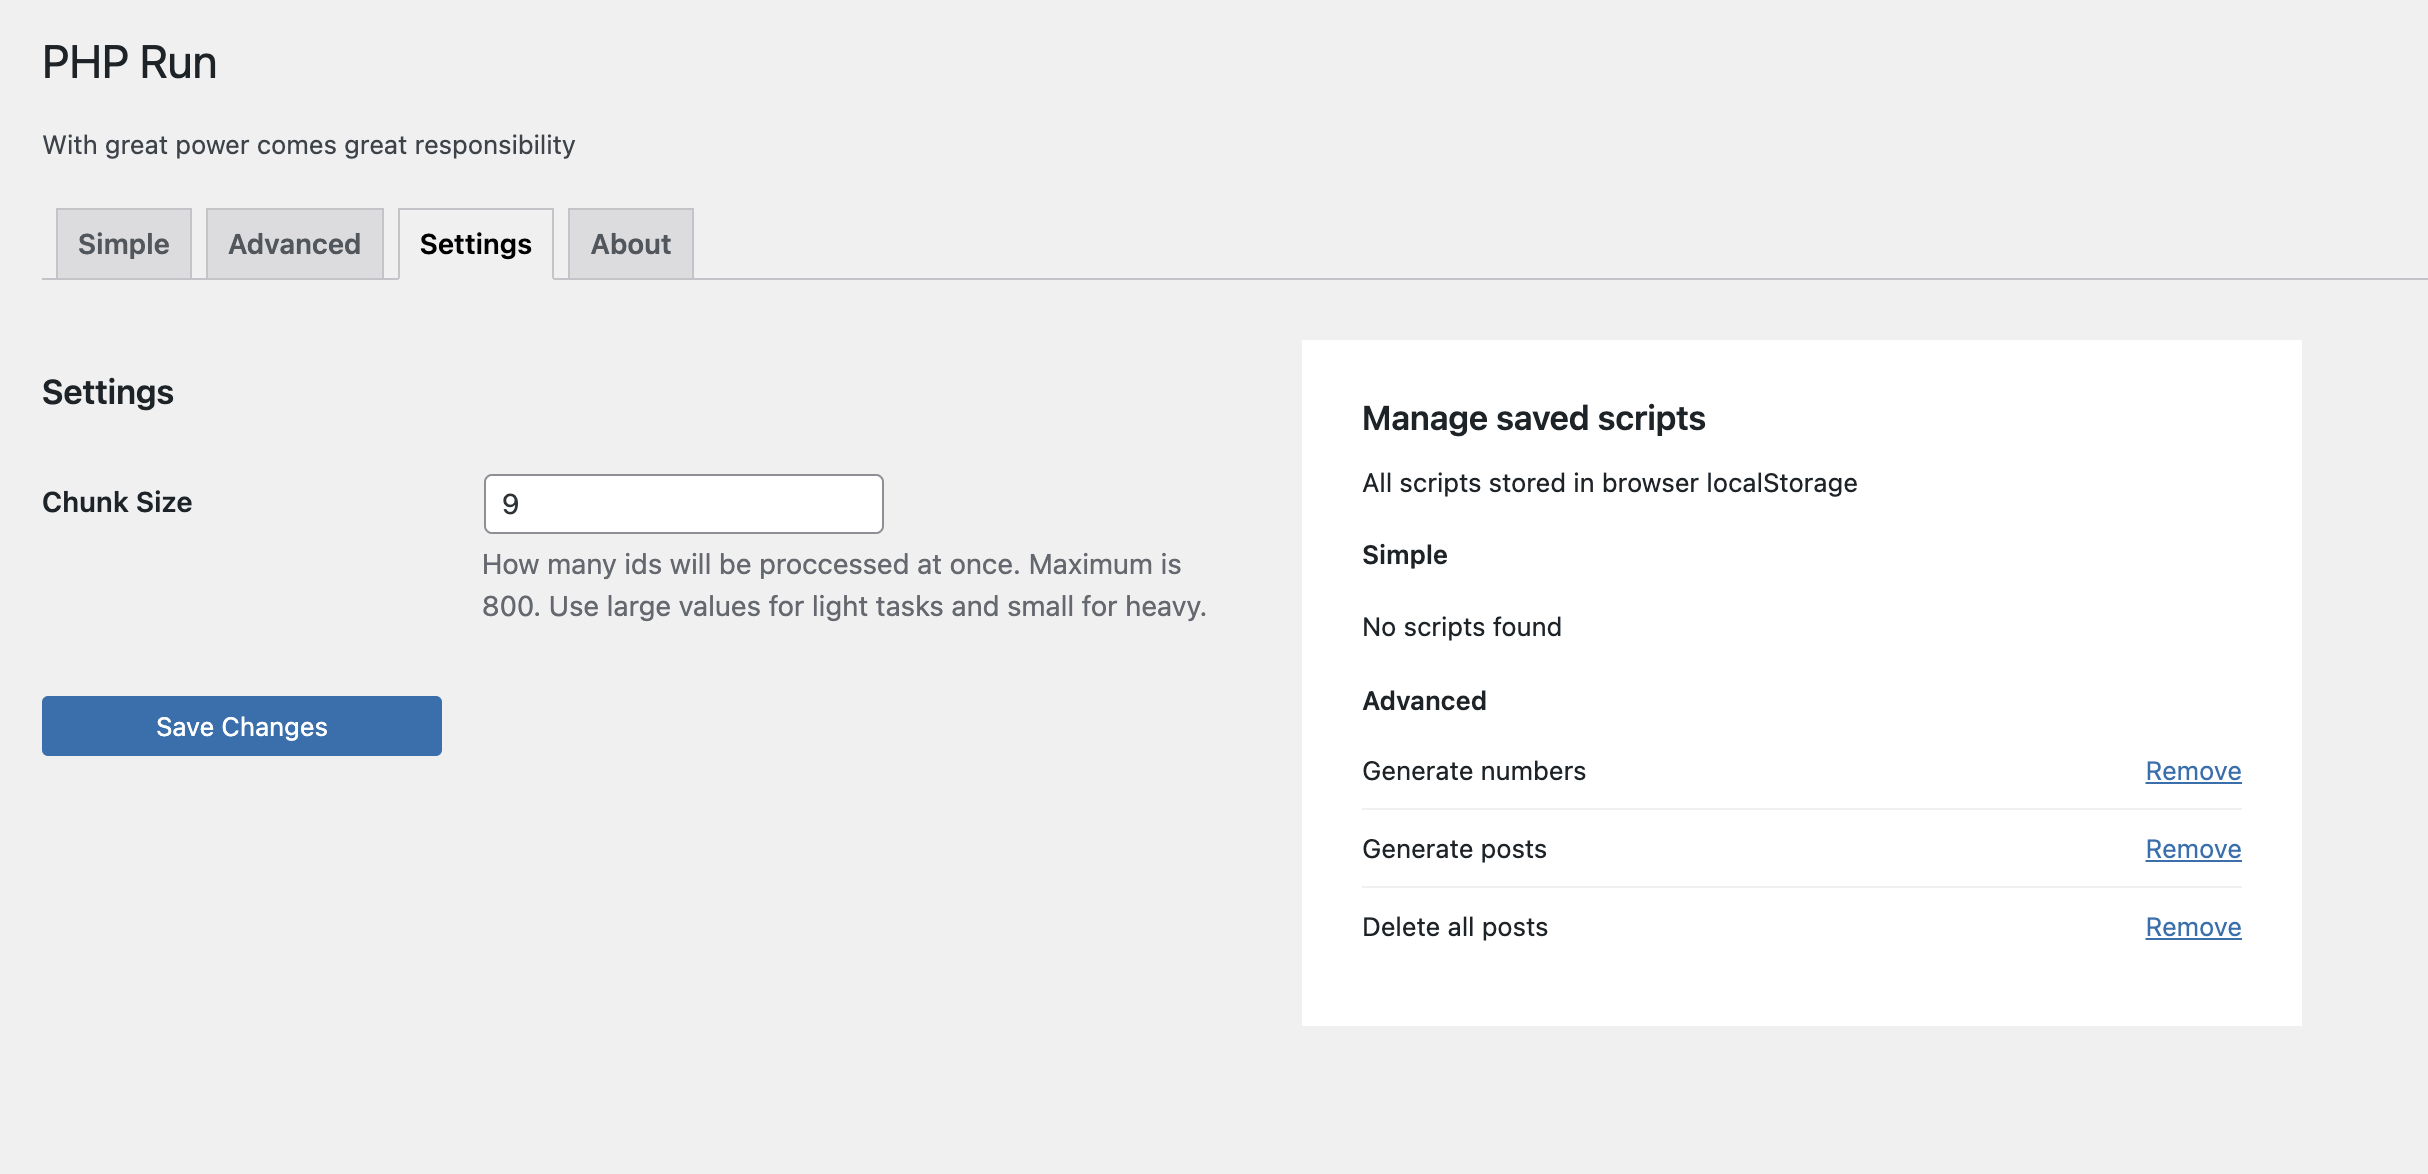 PHP Run
With great power comes great responsibility
Simple
Advanced
Settings
About
Settings
Chunk Size
9
How many ids will be proccessed at once. Maximum is
800. Use large values for light tasks and small for heavy.
Save Changes
Manage saved scripts
All scripts stored in browser localStorage
Simple
No scripts found
Advanced
Generate numbers Remove
Generate posts Remove
Delete all posts Remove